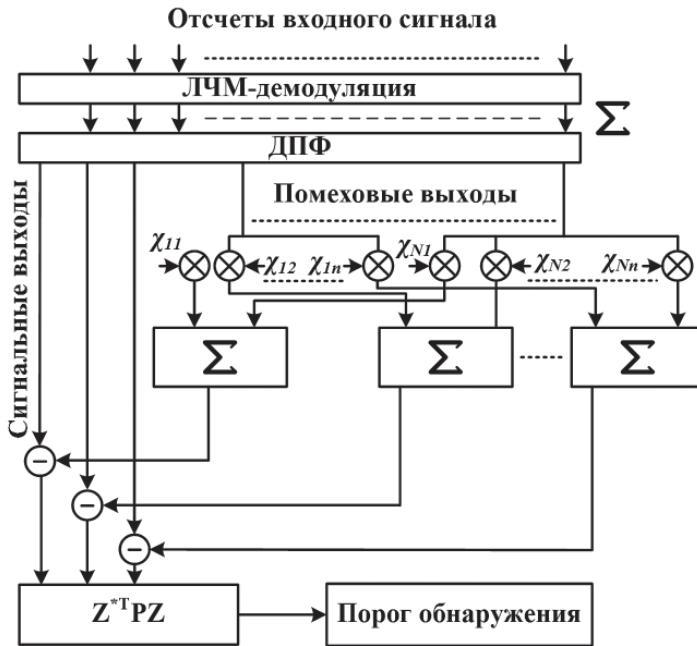 Отсчеты входного сигнала
ЛЧМ-демодуляция
Σ
ДПФ
Сигнальные выходы
Помеховые выходы
χ11 χ12 χ1n χN1 χN2 χNn
Σ Σ Σ
−
−
−
Z*TPZ
Порог обнаружения